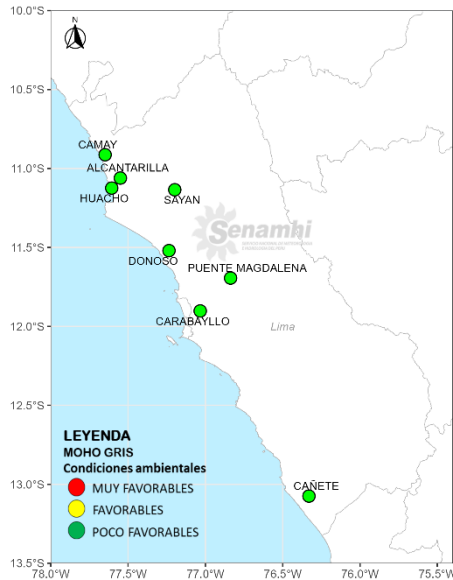 10.0°S
N
10.5°S
CAMAY
11.0°S
ALCANTARILLA
HUACHO
SAYAN
Senamhi
11.5°S
DONOSO
PUENTE MAGDALENA
CARABAYLLO
12.0°S
Lima
12.5°S
LEYENDA
MOHO GRIS
Condiciones ambientales
MUY FAVORABLES
FAVORABLES
POCO FAVORABLES
CAÑETE
13.0°S
13.5°S
78.0°W 77.5°W 77.0°W 76.5°W 76.0°W 75.5°W